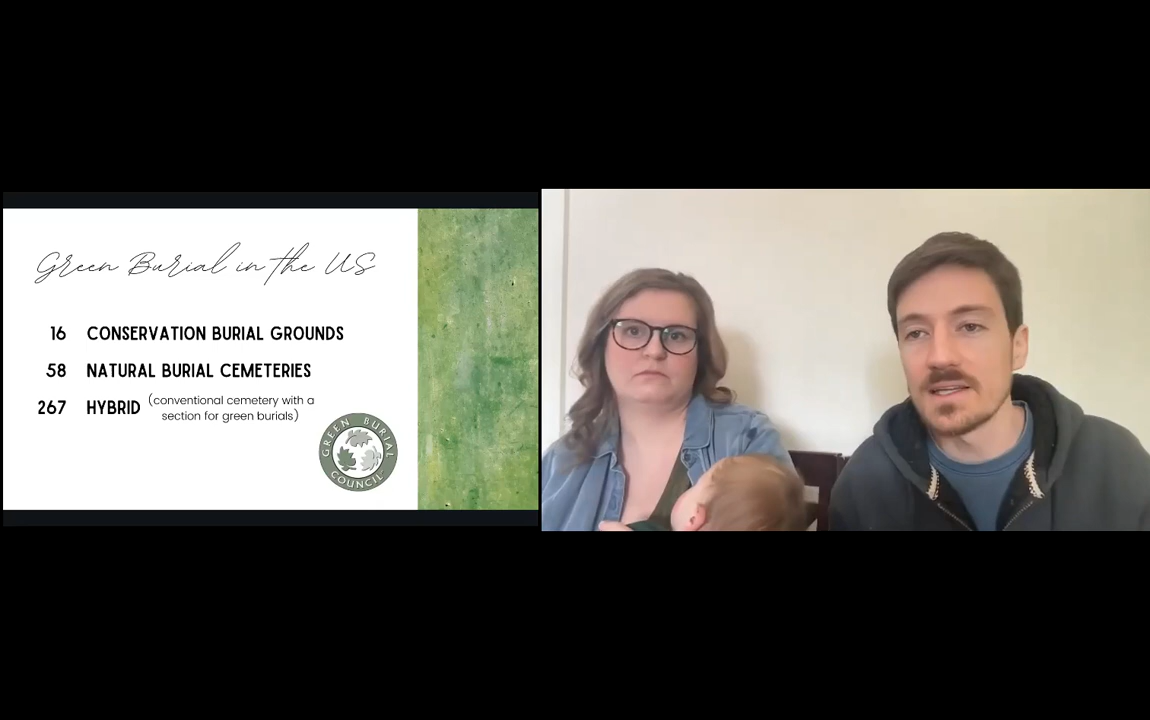 Green Burial in the US
16 CONSERVATION BURIAL GROUNDS
58 NATURAL BURIAL CEMETERIES
267 HYBRID (conventional cemetery with a
section for green burials)
GREEN BURIAL
COUNCIL